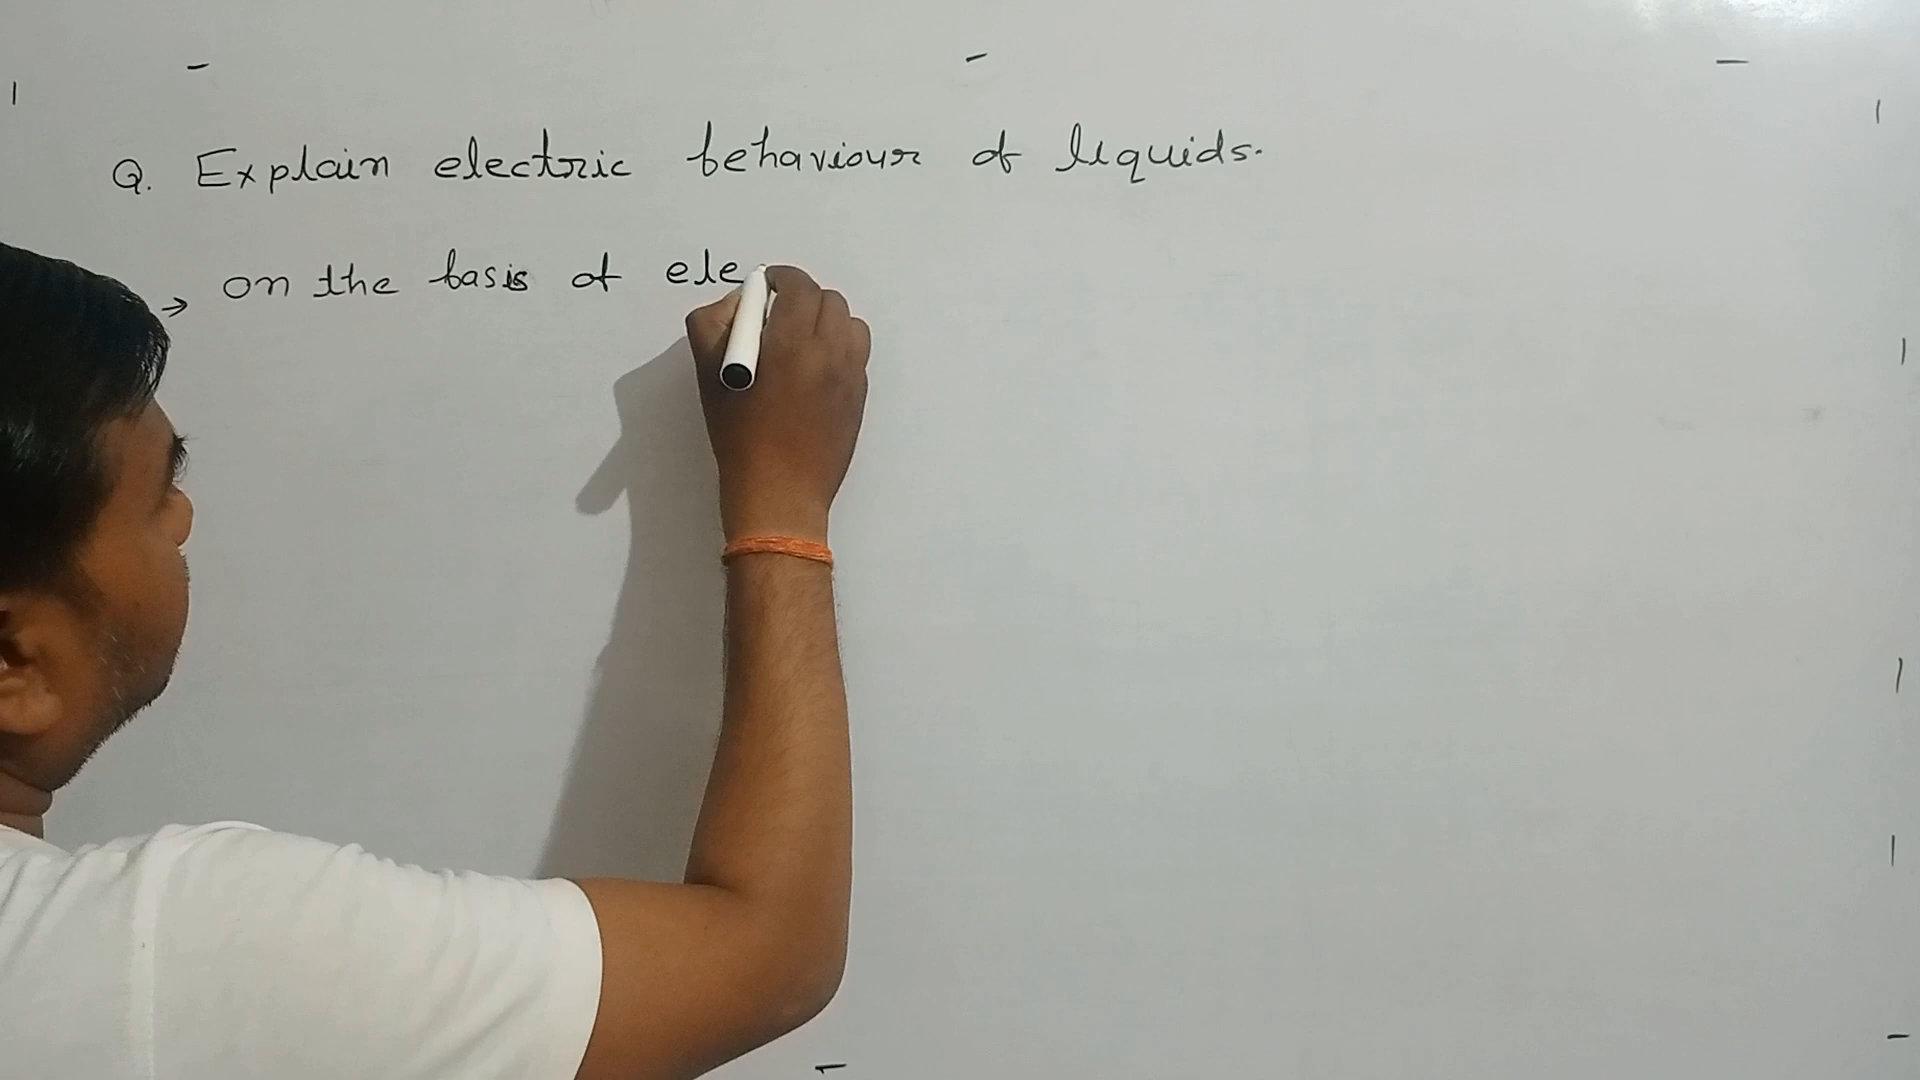 Q. Explain electric behaviour of liquids.
→ on the basis of ele